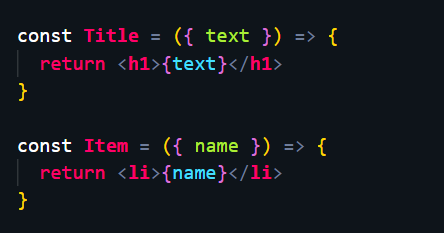 const Title = ({ text }) => {
  return <h1>{text}</h1>
}
const Item = ({ name }) => {
  return <li>{name}</li>
}